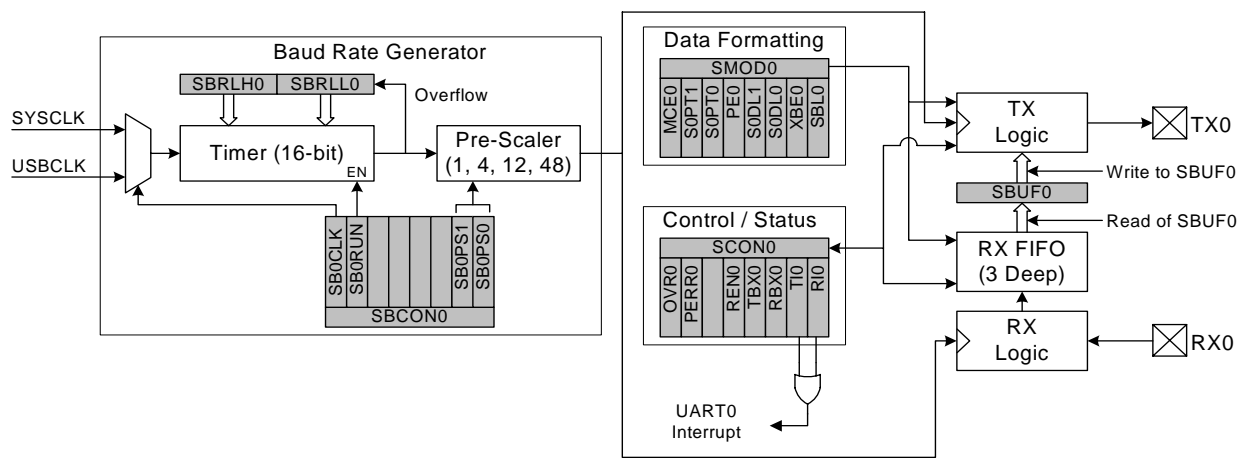 Baud Rate Generator
SBRLH0 SBRLL0
Overflow
SYSCLK
USBCLK
Timer (16-bit)
EN
Pre-Scaler
(1, 4, 12, 48)
SB0CLK
SB0RUN
SB0PS1
SB0PS0
SBCON0
Data Formatting
SMOD0
MCE0
S0PT1
S0PT0
PE0
S0DL1
S0DL0
XBE0
SBL0
Control / Status
SCON0
OVR0
PERR0
REN0
TBX0
RBX0
TI0
RI0
UART0
Interrupt
TX
Logic
TX0
Write to SBUF0
SBUF0
Read of SBUF0
RX FIFO
(3 Deep)
RX
Logic
RX0